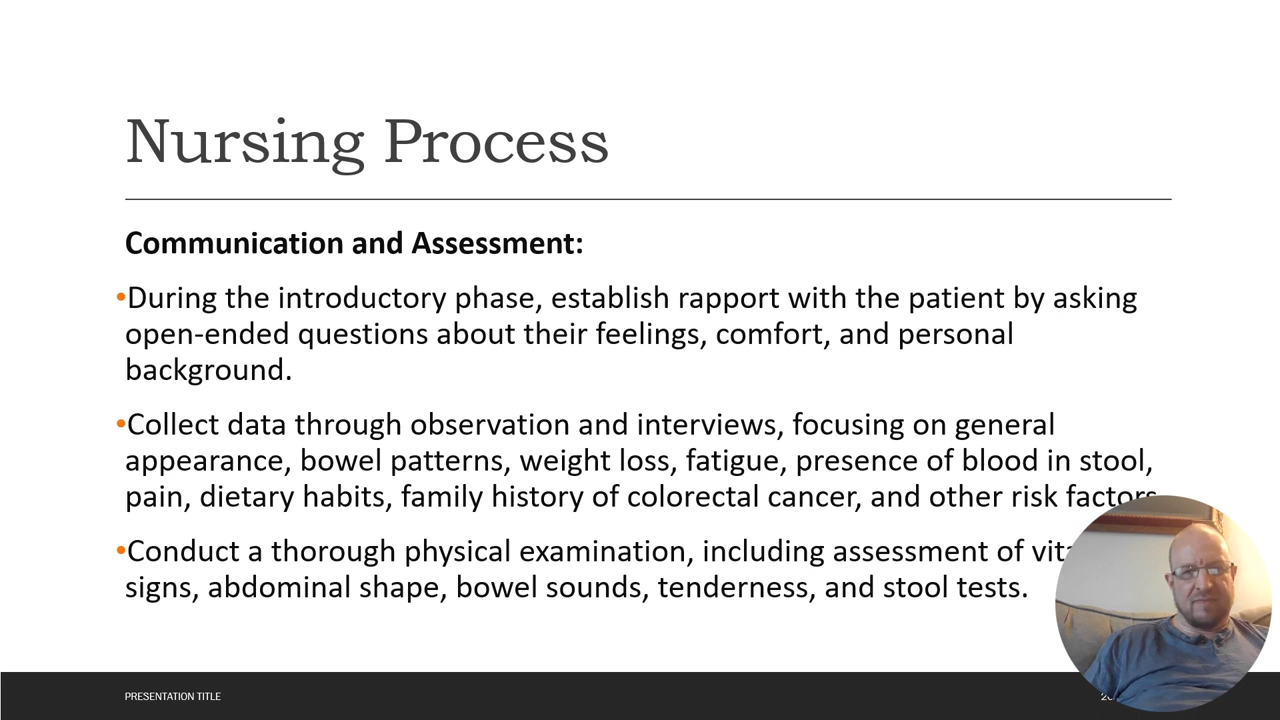 Nursing Process
Communication and Assessment:
•During the introductory phase, establish rapport with the patient by asking
open-ended questions about their feelings, comfort, and personal
background.
•Collect data through observation and interviews, focusing on general
appearance, bowel patterns, weight loss, fatigue, presence of blood in stool,
pain, dietary habits, family history of colorectal cancer, and other risk factors
•Conduct a thorough physical examination, including assessment of
signs, abdominal shape, bowel sounds, tenderness, and stool tests.
PRESENTATION TITLE